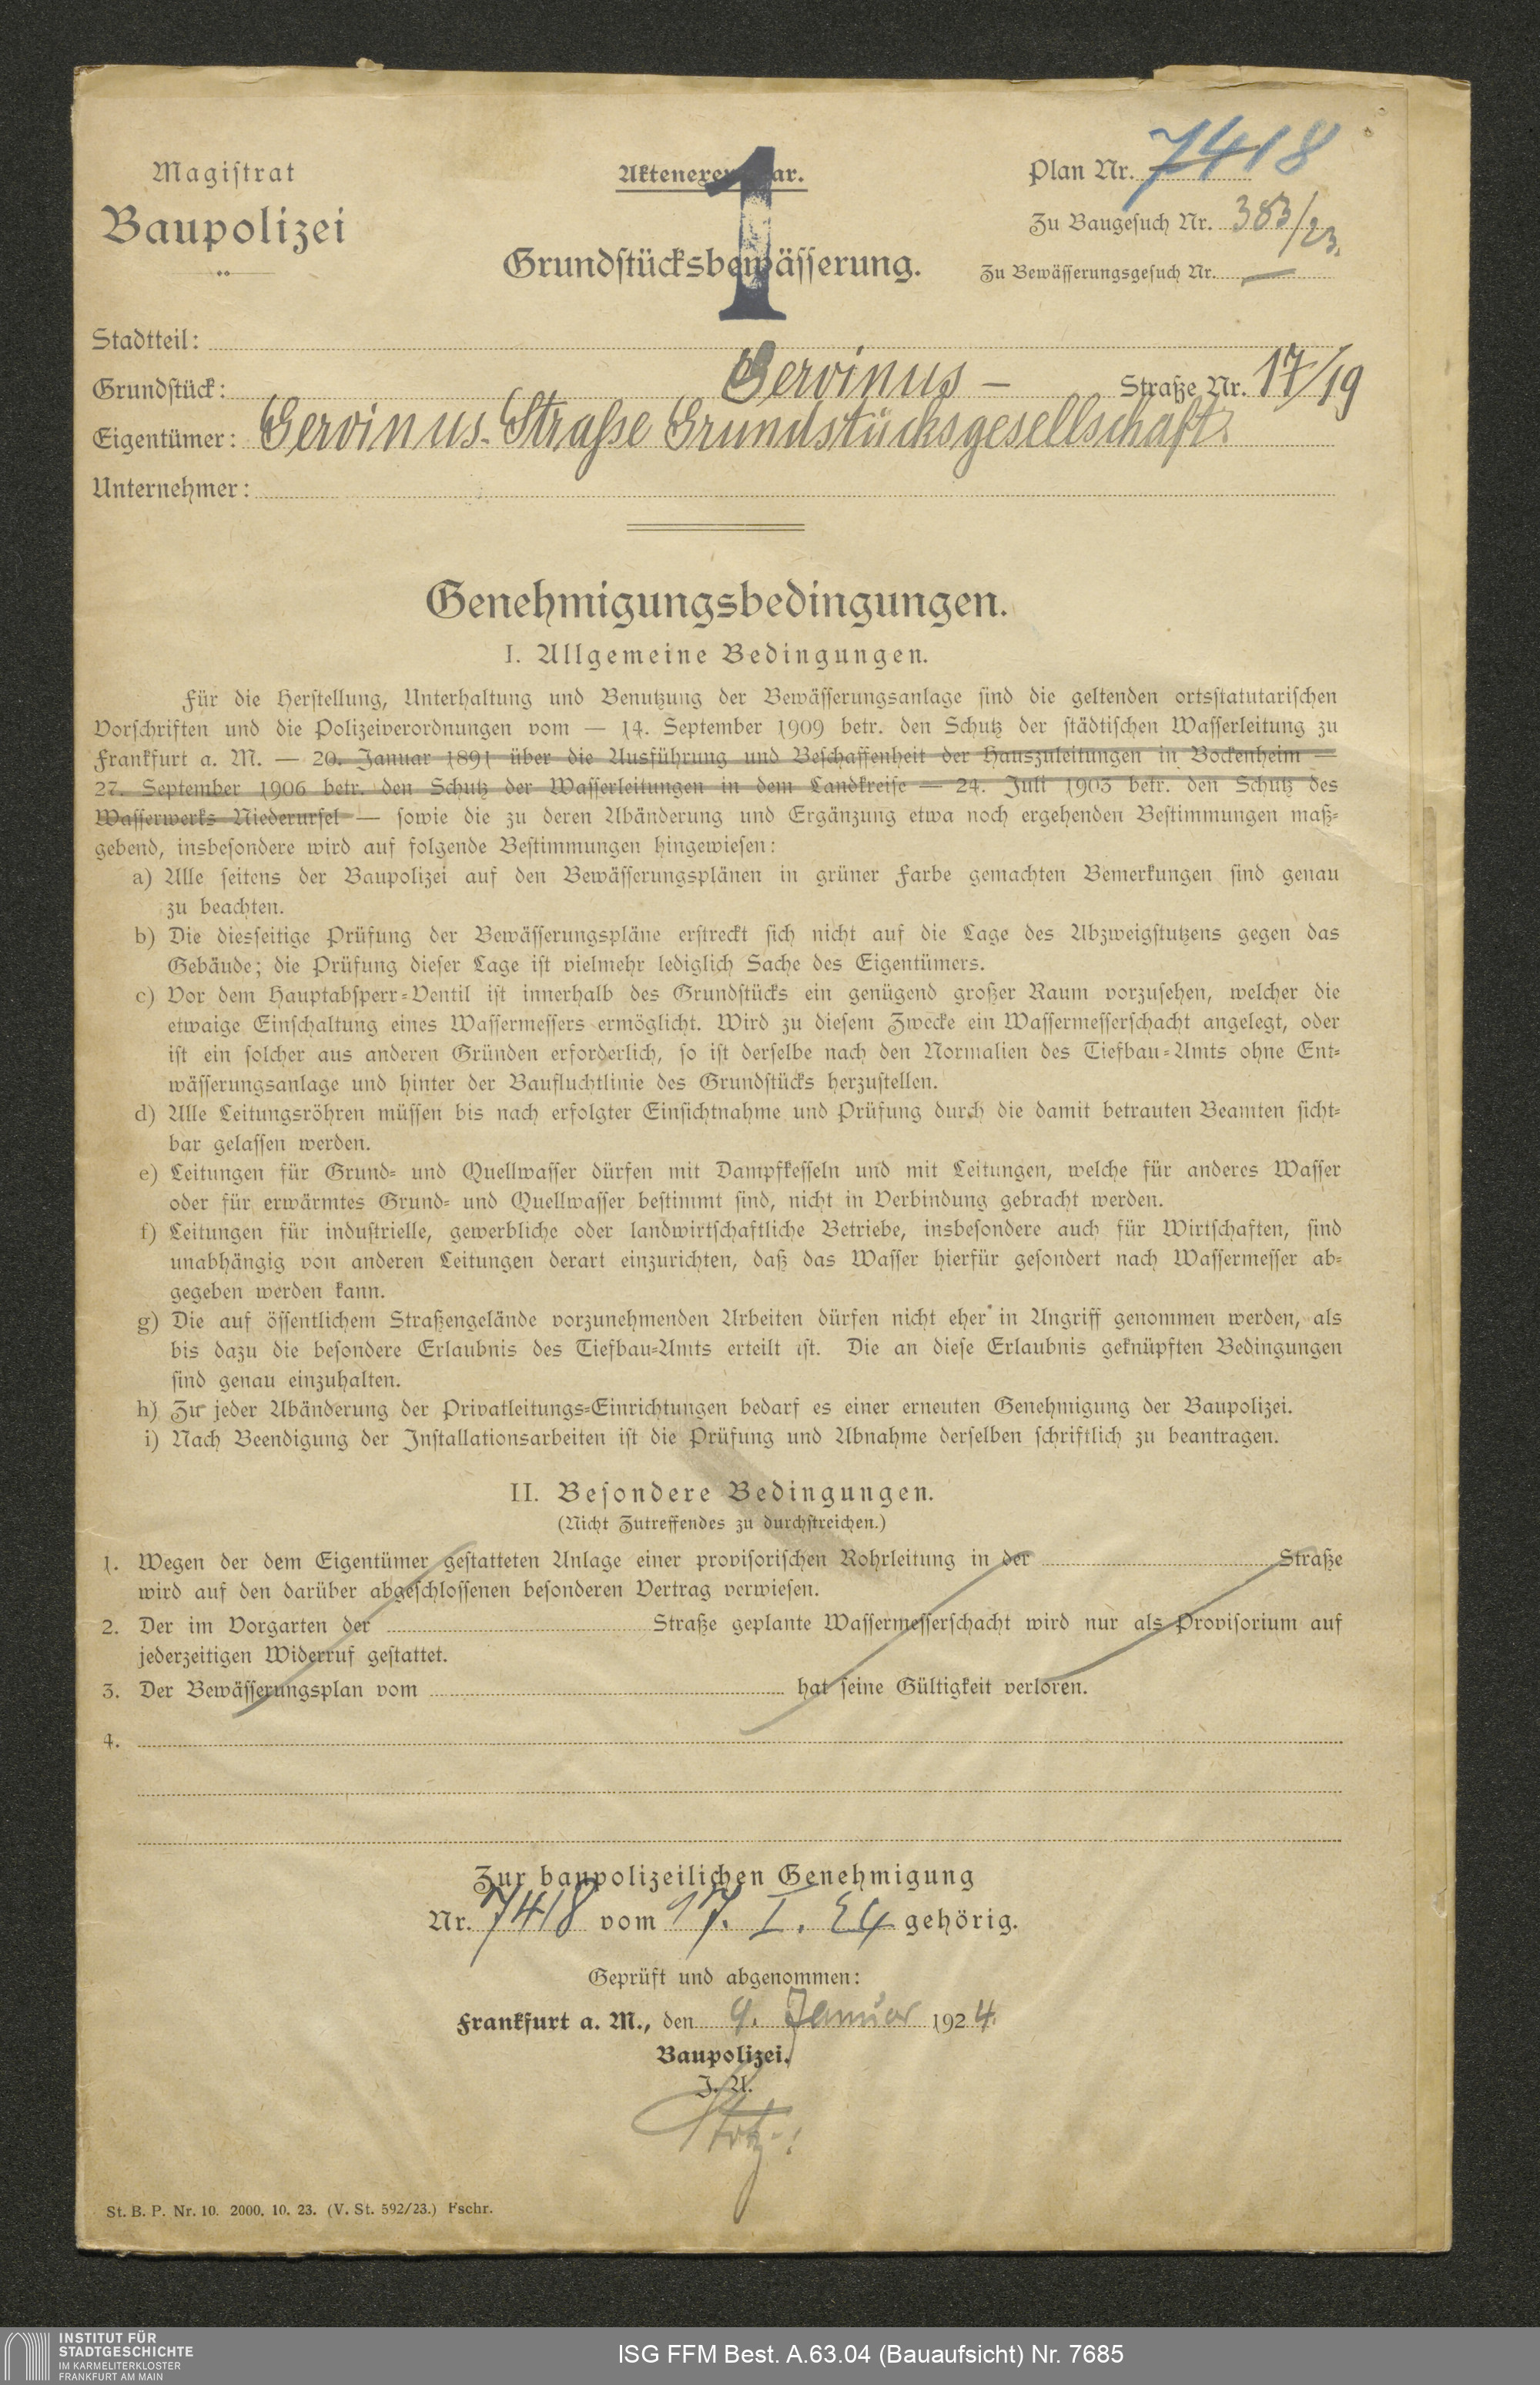 Magistrat
Baupolizei
Aktenexemplar.
1
Grundstücksbewässerung.
Plan Nr. 7418
Zu Baugesuch Nr. 383/23.
Zu Bewässerungsgesuch Nr. —
Stadtteil:
Grundstück: Gervinus – Straße Nr. 17/19
Eigentümer: Gervinus-Straße Grundstücksgesellschaft.
Unternehmer:
Genehmigungsbedingungen.
I. Allgemeine Bedingungen.
Für die Herstellung, Unterhaltung und Benutzung der Bewässerungsanlage sind die geltenden ortsstatutarischen
Vorschriften und die Polizeiverordnungen vom — 14. September 1909 betr. den Schutz der städtischen Wasserleitung zu
Frankfurt a. M. — 20. Januar 1891 über die Ausführung und Beschaffenheit der Hauszuleitungen in Bockenheim —
27. September 1906 betr. den Schutz der Wasserleitungen in dem Landkreise — 24. Juli 1903 betr. den Schutz des
Wasserwerks Niederursel — sowie die zu deren Abänderung und Ergänzung etwa noch ergehenden Bestimmungen maß-
gebend, insbesondere wird auf folgende Bestimmungen hingewiesen:
a) Alle seitens der Baupolizei auf den Bewässerungsplänen in grüner Farbe gemachten Bemerkungen sind genau
zu beachten.
b) Die diesseitige Prüfung der Bewässerungspläne erstreckt sich nicht auf die Lage des Abzweigstutzens gegen das
Gebäude; die Prüfung dieser Lage ist vielmehr lediglich Sache des Eigentümers.
c) Vor dem Hauptabsperr-Ventil ist innerhalb des Grundstücks ein genügend großer Raum vorzusehen, welcher die
etwaige Einschaltung eines Wassermessers ermöglicht. Wird zu diesem Zwecke ein Wassermesserschacht angelegt, oder
ist ein solcher aus anderen Gründen erforderlich, so ist derselbe nach den Normalien des Tiefbau-Amts ohne Ent-
wässerungsanlage und hinter der Baufluchtlinie des Grundstücks herzustellen.
d) Alle Leitungsröhren müssen bis nach erfolgter Einsichtnahme und Prüfung durch die damit betrauten Beamten sicht-
bar gelassen werden.
e) Leitungen für Grund- und Quellwasser dürfen mit Dampfkesseln und mit Leitungen, welche für anderes Wasser
oder für erwärmtes Grund- und Quellwasser bestimmt sind, nicht in Verbindung gebracht werden.
f) Leitungen für industrielle, gewerbliche oder landwirtschaftliche Betriebe, insbesondere auch für Wirtschaften, sind
unabhängig von anderen Leitungen derart einzurichten, daß das Wasser hierfür gesondert nach Wassermesser ab-
gegeben werden kann.
g) Die auf öffentlichem Straßengelände vorzunehmenden Arbeiten dürfen nicht eher in Angriff genommen werden, als
bis dazu die besondere Erlaubnis des Tiefbau-Amts erteilt ist. Die an diese Erlaubnis geknüpften Bedingungen
sind genau einzuhalten.
h) Zu jeder Abänderung der Privatleitungs-Einrichtungen bedarf es einer erneuten Genehmigung der Baupolizei.
i) Nach Beendigung der Installationsarbeiten ist die Prüfung und Abnahme derselben schriftlich zu beantragen.
II. Besondere Bedingungen.
(Nicht Zutreffendes zu durchstreichen.)
1. Wegen der dem Eigentümer gestatteten Anlage einer provisorischen Rohrleitung in der Straße
wird auf den darüber abgeschlossenen besonderen Vertrag verwiesen.
2. Der im Vorgarten der Straße geplante Wassermesserschacht wird nur als Provisorium auf
jederzeitigen Widerruf gestattet.
3. Der Bewässerungsplan vom hat seine Gültigkeit verloren.
4.
Zur baupolizeilichen Genehmigung
Nr. 7418 vom 17. I. 24 gehörig.
Geprüft und abgenommen:
Frankfurt a. M., den 9. Januar 1924.
Baupolizei.
J. A.
St. B. P. Nr. 10. 2000. 10. 23. (V. St. 592/23.) Fschr.
INSTITUT FÜR
STADTGESCHICHTE
IM KARMELITERKLOSTER
FRANKFURT AM MAIN
ISG FFM Best. A.63.04 (Bauaufsicht) Nr. 7685